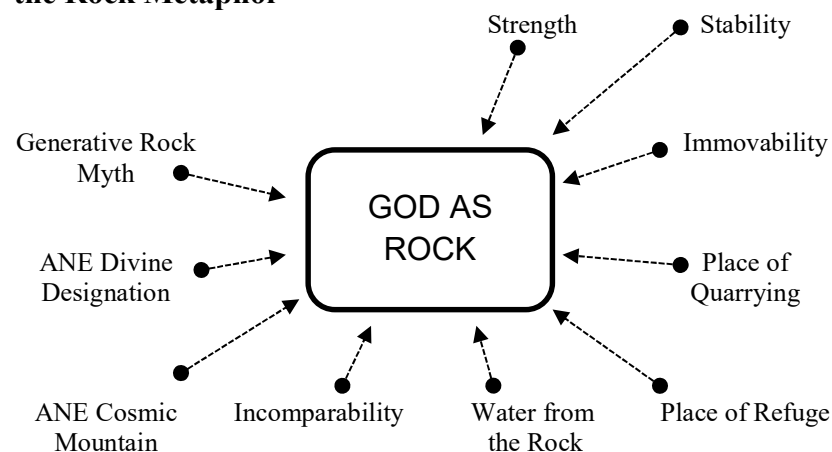 the Rock Metaphor
Strength
Stability
Generative Rock
Myth
Immovability
GOD AS
ROCK
ANE Divine
Designation
Place of
Quarrying
ANE Cosmic
Mountain
Incomparability
Water from
the Rock
Place of Refuge